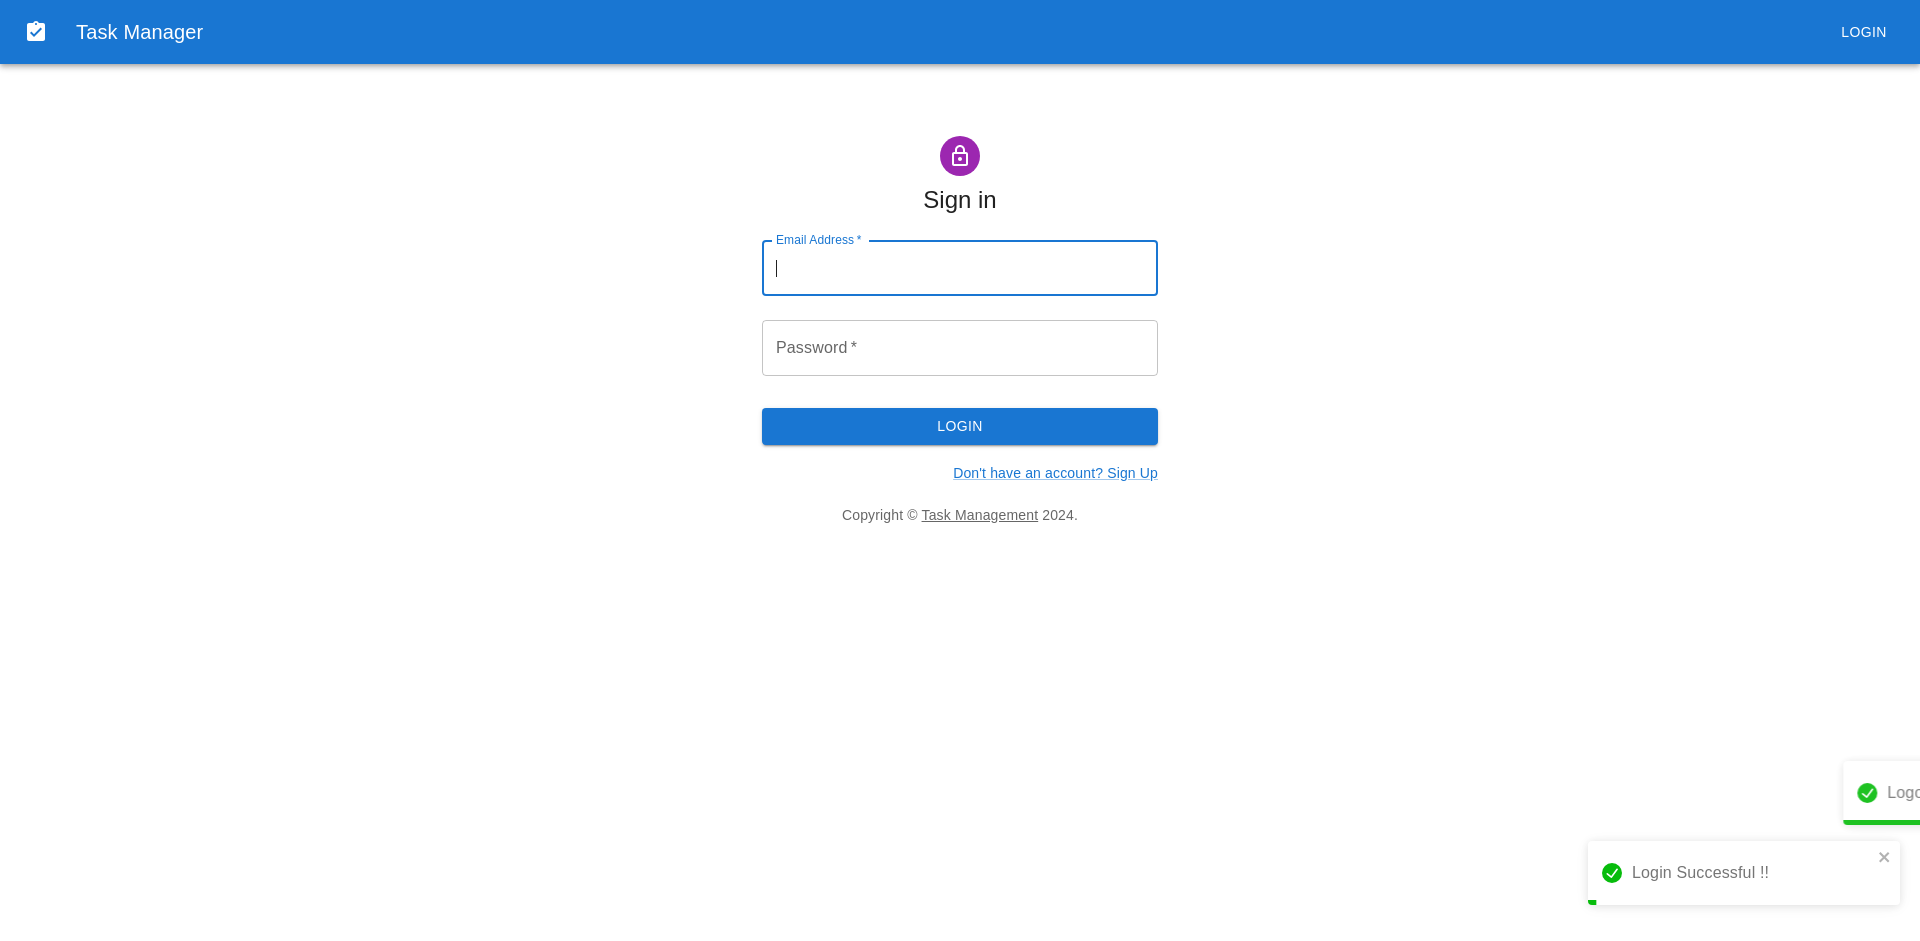 Task Manager
LOGIN
Sign in
Email Address *
Password *
LOGIN
Don't have an account? Sign Up
Copyright © Task Management 2024.
Login Successful !!